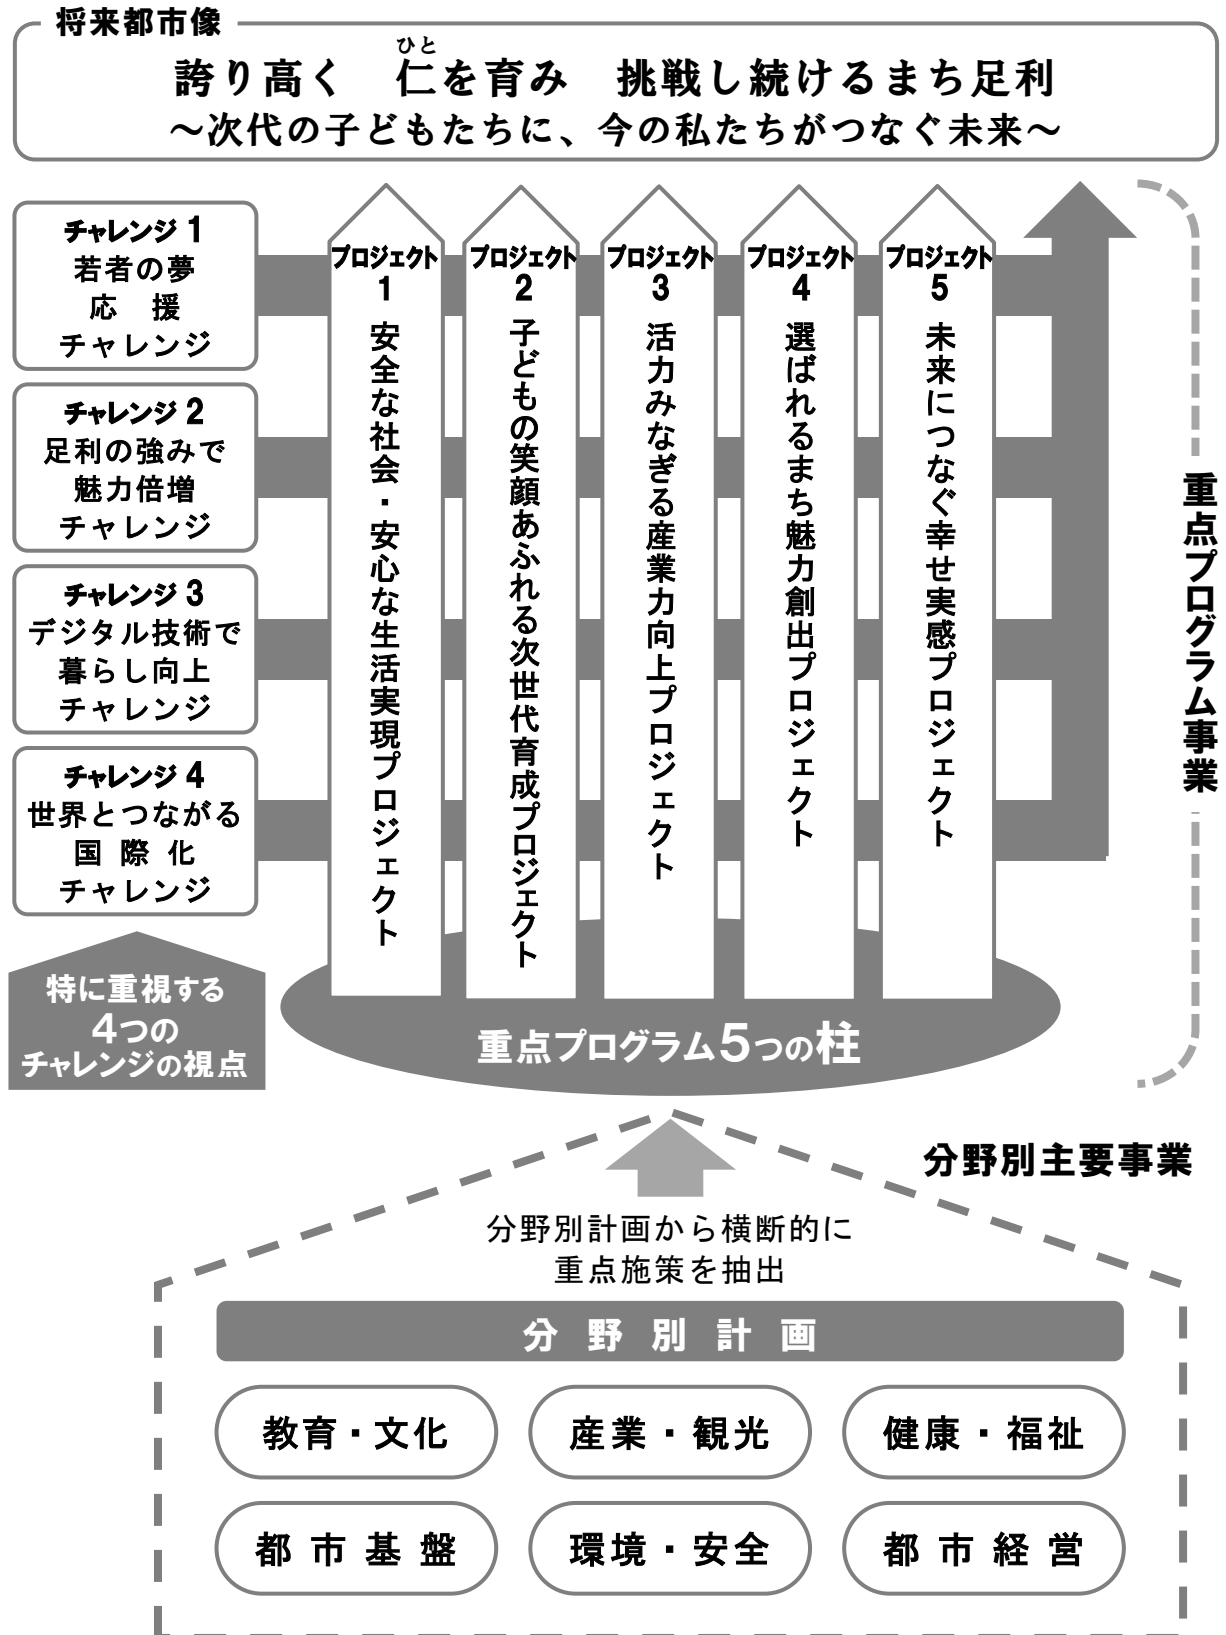 将来都市像
ひと
誇り高く　仁を育み　挑戦し続けるまち足利
～次代の子どもたちに、今の私たちがつなぐ未来～
チャレンジ 1
若者の夢
応　援
チャレンジ
チャレンジ 2
足利の強みで
魅力倍増
チャレンジ
チャレンジ 3
デジタル技術で
暮らし向上
チャレンジ
チャレンジ 4
世界とつながる
国 際 化
チャレンジ
特に重視する
4つの
チャレンジの視点
プロジェクト
1
安全な社会・安心な生活実現プロジェクト
プロジェクト
2
子どもの笑顔あふれる次世代育成プロジェクト
プロジェクト
3
活力みなぎる産業力向上プロジェクト
プロジェクト
4
選ばれるまち魅力創出プロジェクト
プロジェクト
5
未来につなぐ幸せ実感プロジェクト
重点プログラム事業
重点プログラム5つの柱
分野別主要事業
分野別計画から横断的に
重点施策を抽出
分 野 別 計 画
教育・文化
産業・観光
健康・福祉
都 市 基 盤
環境・安全
都 市 経 営